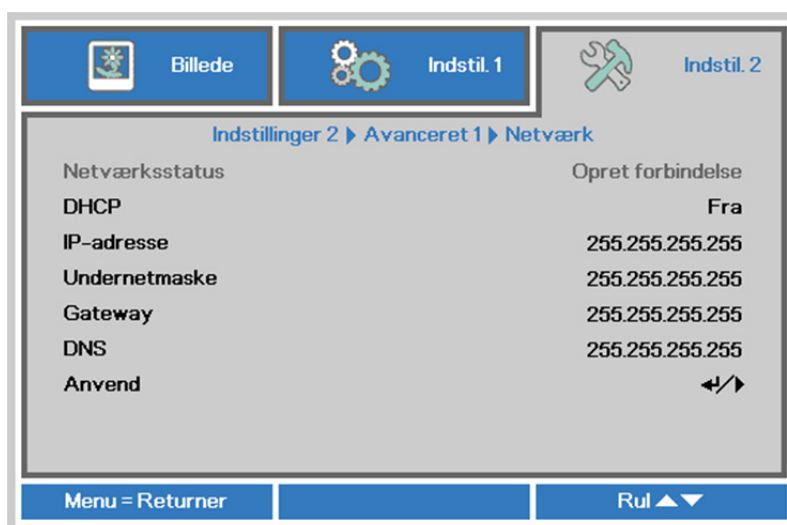 Billede
Indstil. 1
Indstil. 2
Indstillinger 2 ▶ Avanceret 1 ▶ Netværk
Netværksstatus Opret forbindelse
DHCP Fra
IP-adresse 255.255.255.255
Undernetmaske 255.255.255.255
Gateway 255.255.255.255
DNS 255.255.255.255
Anvend ↵/▶
Menu = Returner
Rul ▲▼